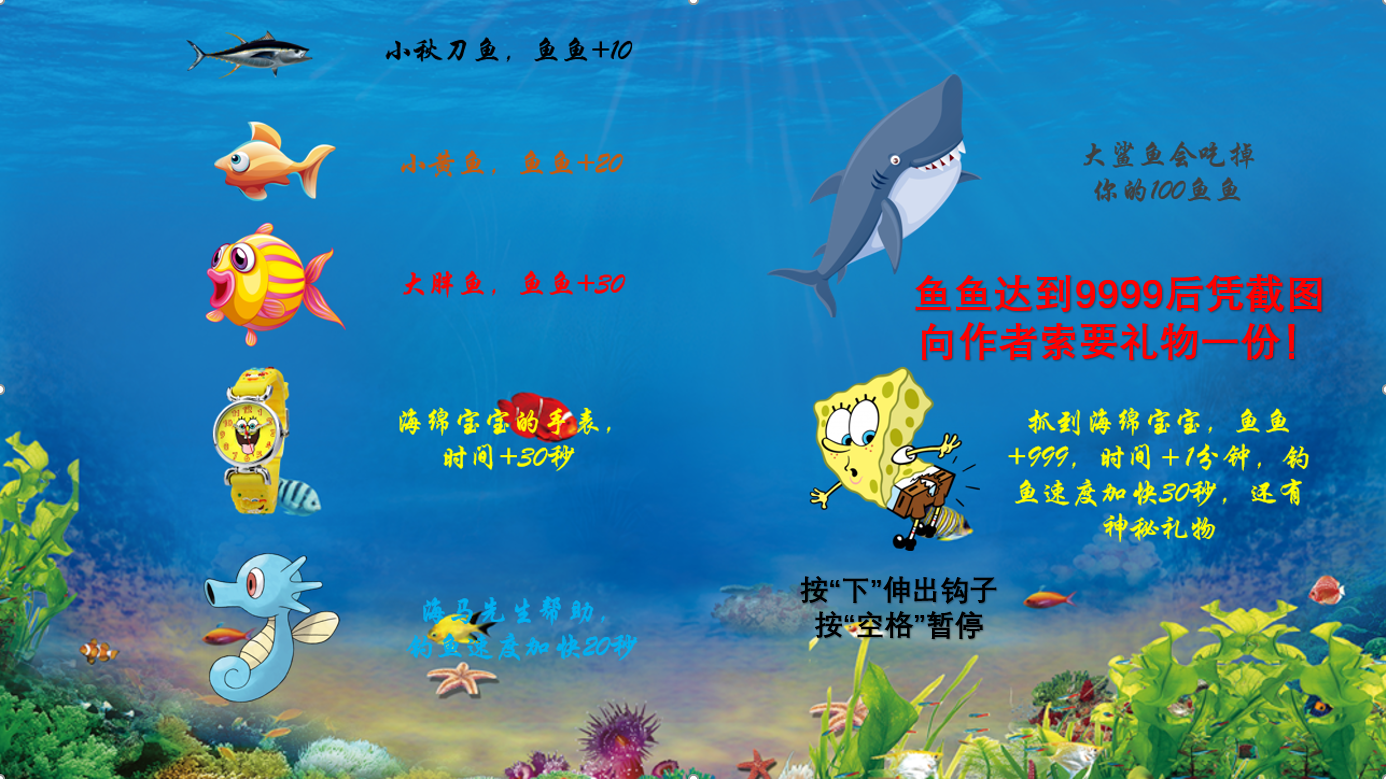 小秋刀鱼，鱼鱼+10
小黄鱼，鱼鱼+20
大胖鱼，鱼鱼+30
海绵宝宝的手表，
时间+30秒
海马先生帮助，
钓鱼速度加快20秒
大鲨鱼会吃掉
你的100鱼鱼
鱼鱼达到9999后凭截图
向作者索要礼物一份！
抓到海绵宝宝，鱼鱼
+999，时间＋1分钟，钓
鱼速度加快30秒，还有
神秘礼物
按“下”伸出钩子
按“空格”暂停